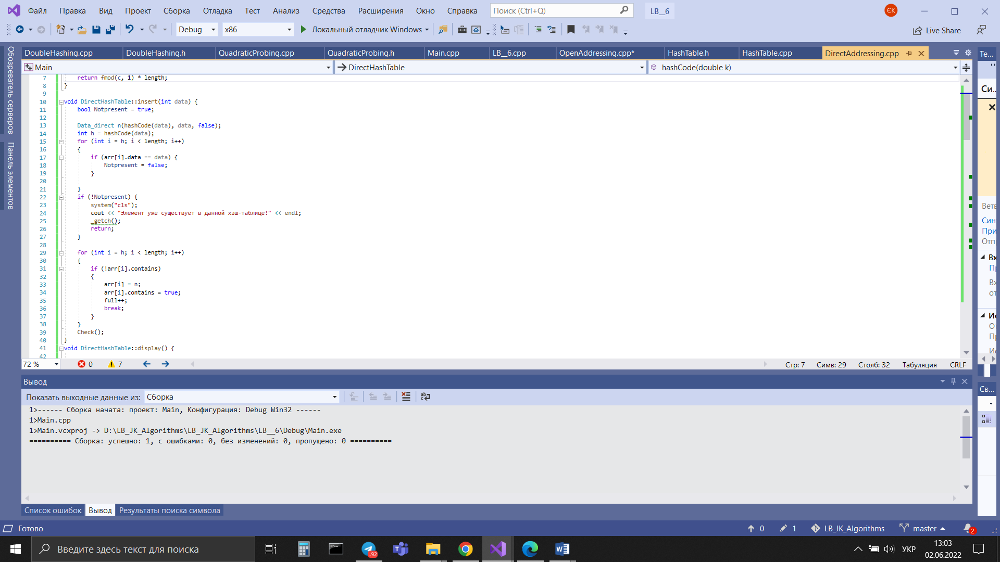 Файл Правка Вид Проект Сборка Отладка Тест Анализ Средства Расширения Окно Справка Поиск (Ctrl+Q) LB__6 ЄК
Debug x86 Локальный отладчик Windows Live Share
DoubleHashing.cpp DoubleHashing.h QuadraticProbing.cpp QuadraticProbing.h Main.cpp LB__6.cpp OpenAddressing.cpp* HashTable.h HashTable.cpp DirectAddressing.cpp Те...
Обозреватель серверов
Панель элементов
Main DirectHashTable hashCode(double k)
7 return fmod(c, 1) * length;
8 }
9
10 void DirectHashTable::insert(int data) {
11 bool Notpresent = true;
12
13 Data_direct n(hashCode(data), data, false);
14 int h = hashCode(data);
15 for (int i = h; i < length; i++)
16 {
17 if (arr[i].data == data) {
18 Notpresent = false;
19 }
20
21 }
22 if (!Notpresent) {
23 system("cls");
24 cout << "Элемент уже существует в данной хэш-таблице!" << endl;
25 _getch();
26 return;
27 }
28
29 for (int i = h; i < length; i++)
30 {
31 if (!arr[i].contains)
32 {
33 arr[i] = n;
34 arr[i].contains = true;
35 full++;
36 break;
37 }
38 }
39 Check();
40 }
41 void DirectHashTable::display() {
42
Си...
Ветв
Син
При
Отп
Вх
Пр
Вх
от
Ис
От
Пр
Ис
72 % 0 7 Стр: 7 Симв: 29 Столб: 32 Табуляция CRLF
Вывод Св...
Показать выходные данные из: Сборка
1>------ Сборка начата: проект: Main, Конфигурация: Debug Win32 ------
1>Main.cpp
1>Main.vcxproj -> D:\LB_JK_Algorithms\LB_JK_Algorithms\LB__6\Debug\Main.exe
========== Сборка: успешно: 1, с ошибками: 0, без изменений: 0, пропущено: 0 ==========
Список ошибок Вывод Результаты поиска символа
Готово 0 1 LB_JK_Algorithms master 2
Введите здесь текст для поиска ..92 УКР 13:03
02.06.2022